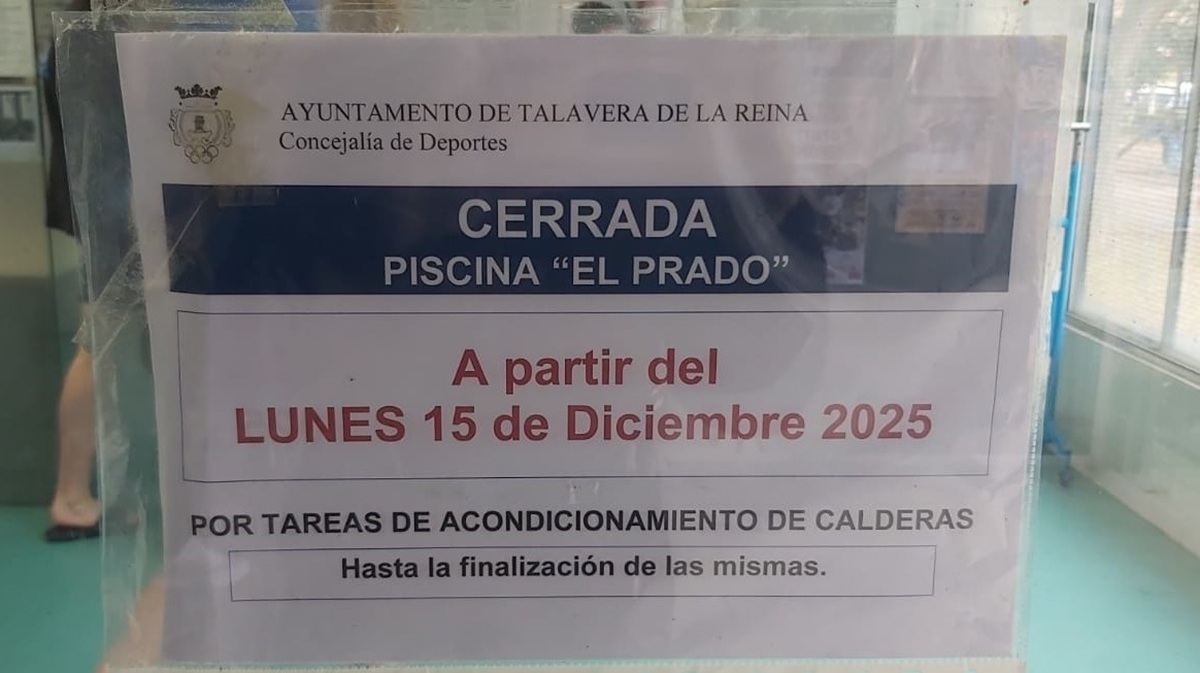 AYUNTAMENTO DE TALAVERA DE LA REINA
Concejalía de Deportes
CERRADA
PISCINA “EL PRADO”
A partir del
LUNES 15 de Diciembre 2025
POR TAREAS DE ACONDICIONAMIENTO DE CALDERAS
Hasta la finalización de las mismas.